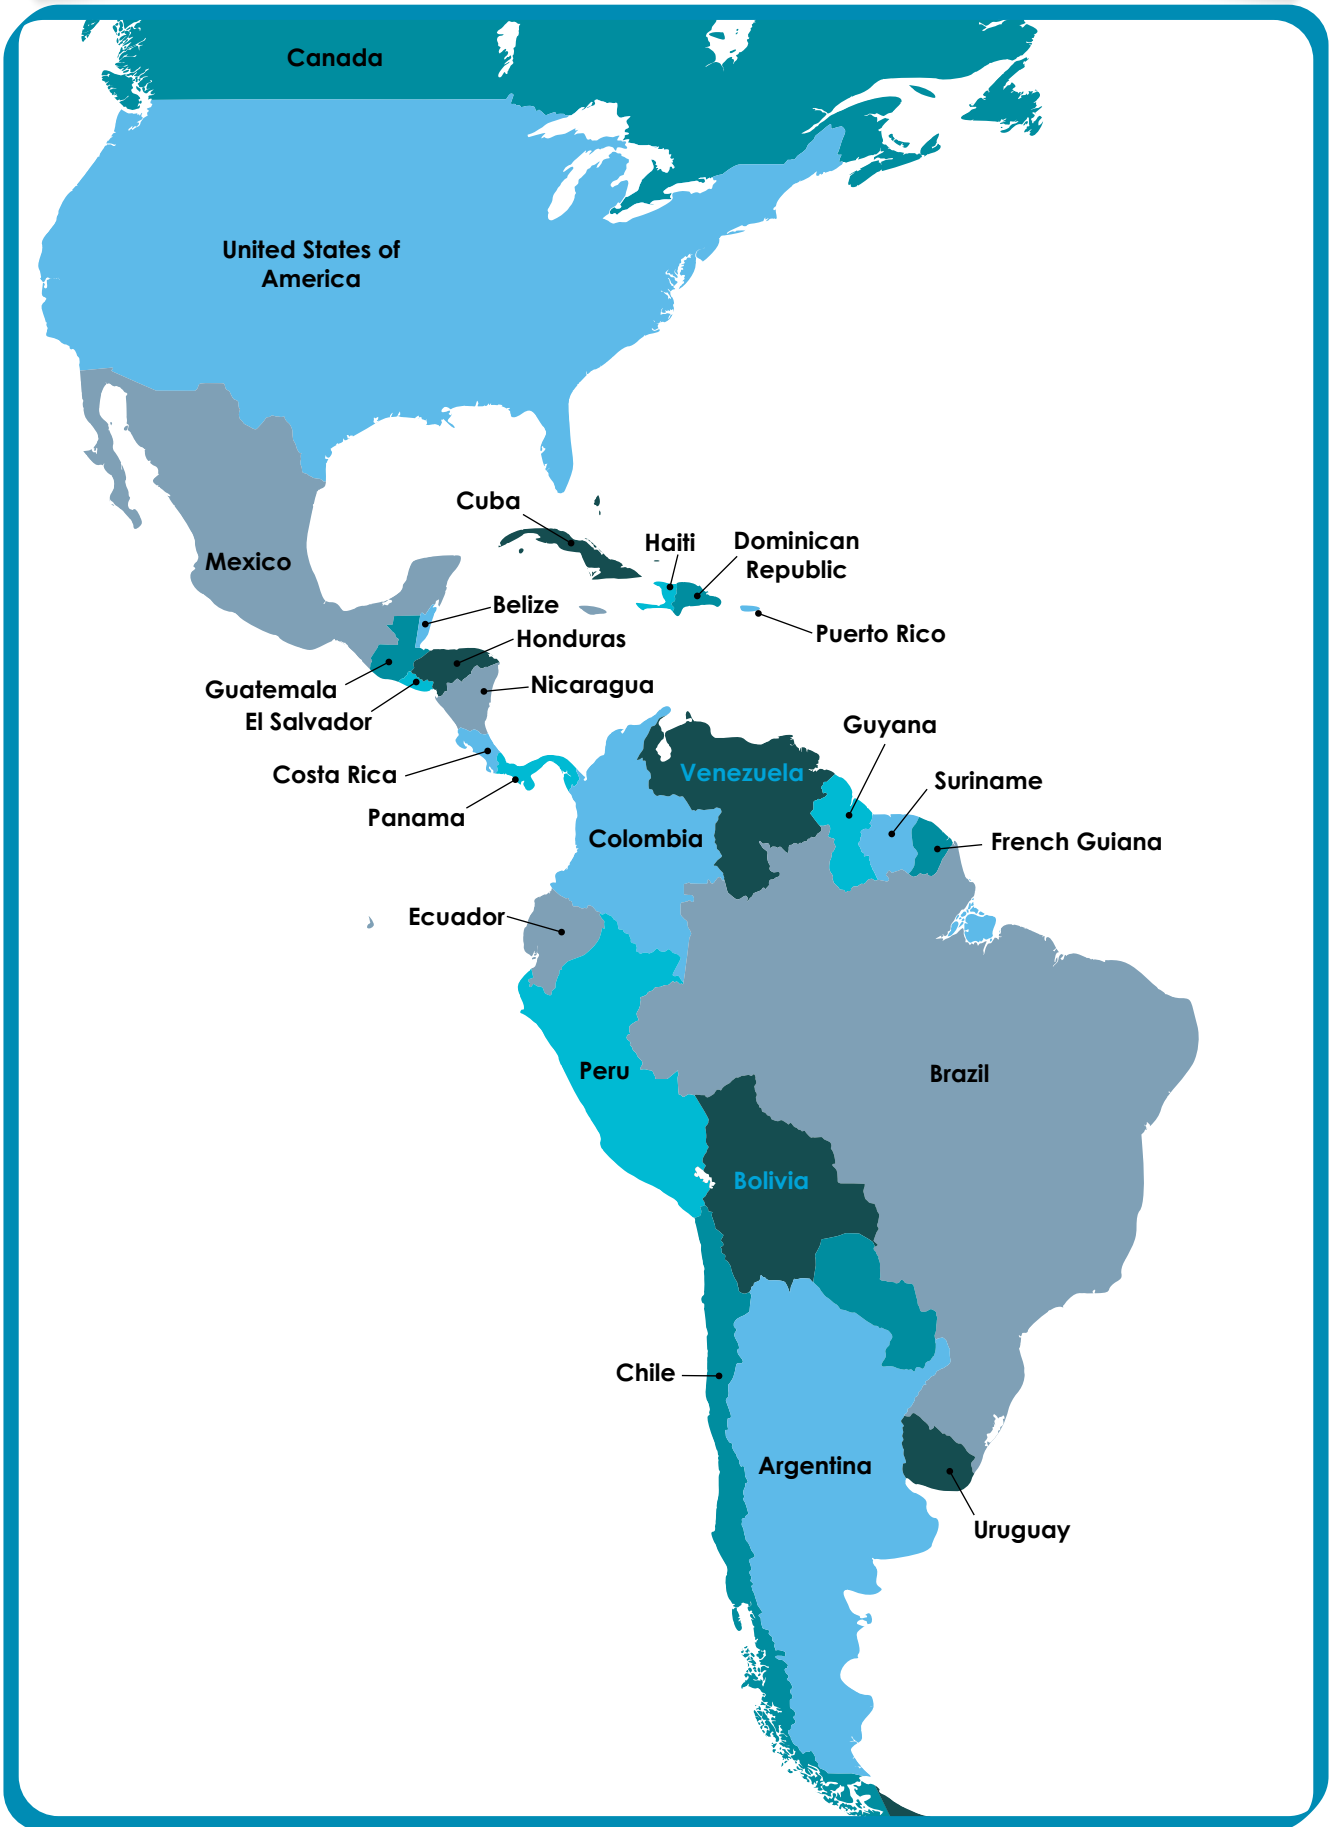 Canada
United States of
America
Cuba
Haiti
Dominican
Republic
Mexico
Belize
Puerto Rico
Honduras
Guatemala
Nicaragua
El Salvador
Guyana
Costa Rica
Venezuela
Suriname
Panama
Colombia
French Guiana
Ecuador
Peru
Brazil
Bolivia
Chile
Argentina
Uruguay